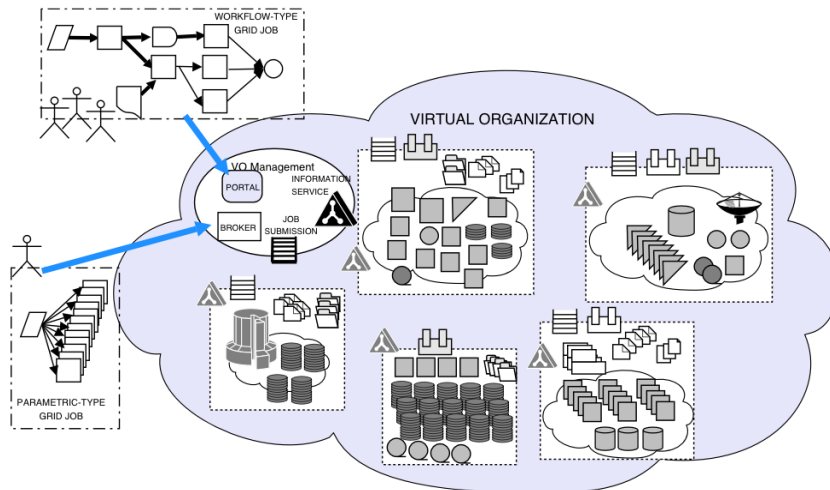 WORKFLOW-TYPE
GRID JOB
VIRTUAL ORGANIZATION
VO Management
PORTAL
INFORMATION
SERVICE
BROKER
JOB
SUBMISSION
PARAMETRIC-TYPE
GRID JOB